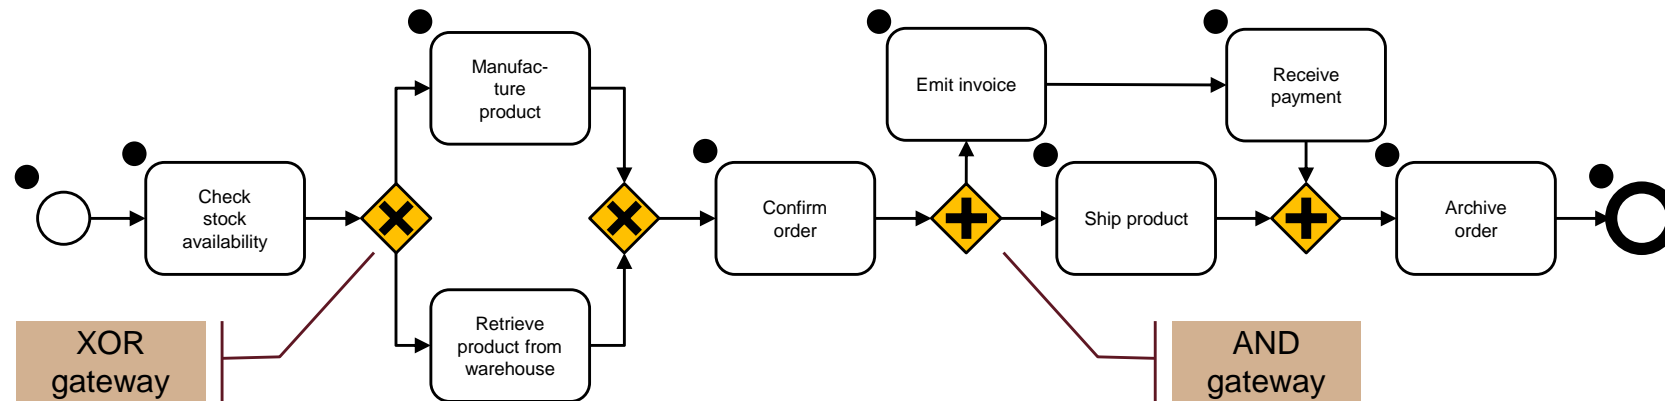 Manufac-
ture
product
Emit invoice
Receive
payment
Check
stock
availability
Confirm
order
Ship product
Archive
order
Retrieve
product from
warehouse
XOR
gateway
AND
gateway